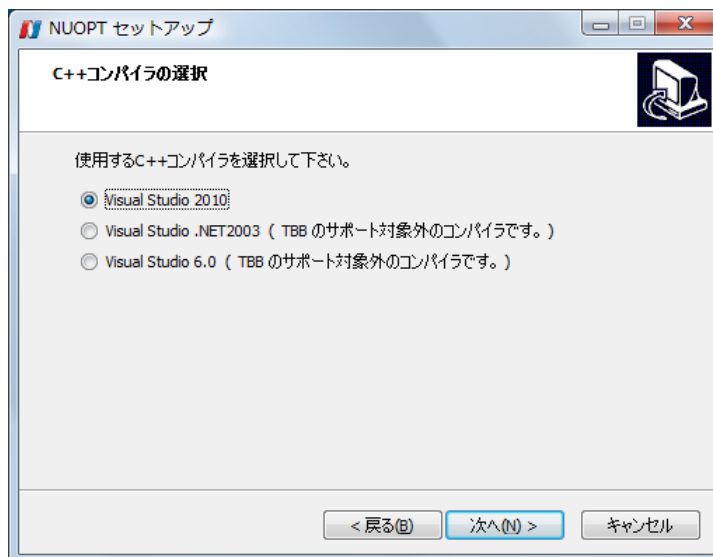 NUOPT セットアップ
C++コンパイラの選択
使用するC++コンパイラを選択して下さい。
Visual Studio 2010
Visual Studio .NET2003 ( TBB のサポート対象外のコンパイラです。)
Visual Studio 6.0 ( TBB のサポート対象外のコンパイラです。)
< 戻る(B) 次へ(N) > キャンセル